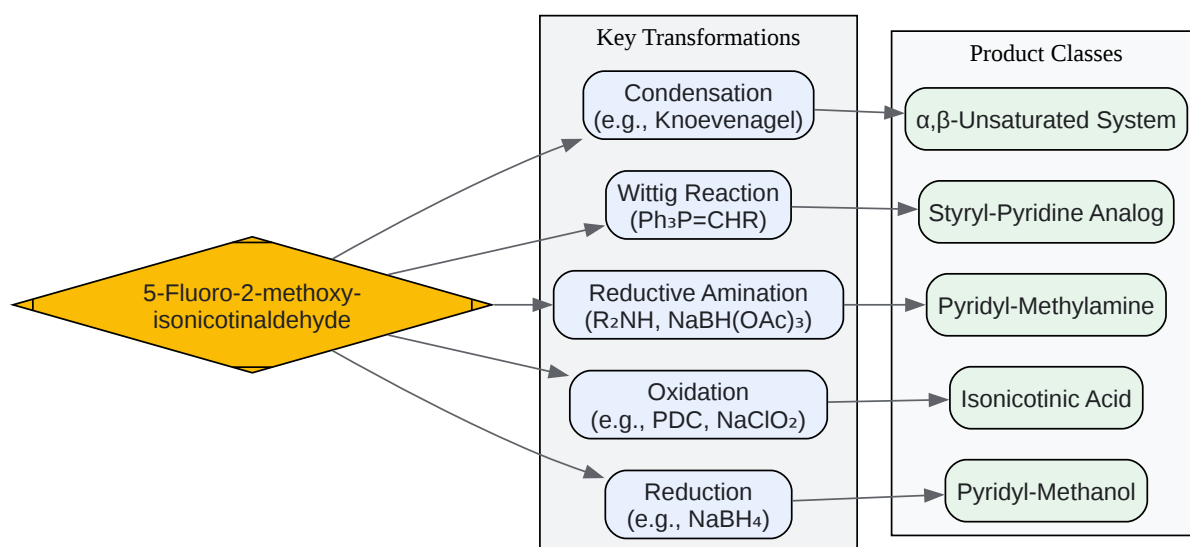 5-Fluoro-2-methoxy-
isonicotinaldehyde
Key Transformations
Condensation
(e.g., Knoevenagel)
Wittig Reaction
(Ph₃P=CHR)
Reductive Amination
(R₂NH, NaBH(OAc)₃)
Oxidation
(e.g., PDC, NaClO₂)
Reduction
(e.g., NaBH₄)
Product Classes
α,β-Unsaturated System
Styryl-Pyridine Analog
Pyridyl-Methylamine
Isonicotinic Acid
Pyridyl-Methanol